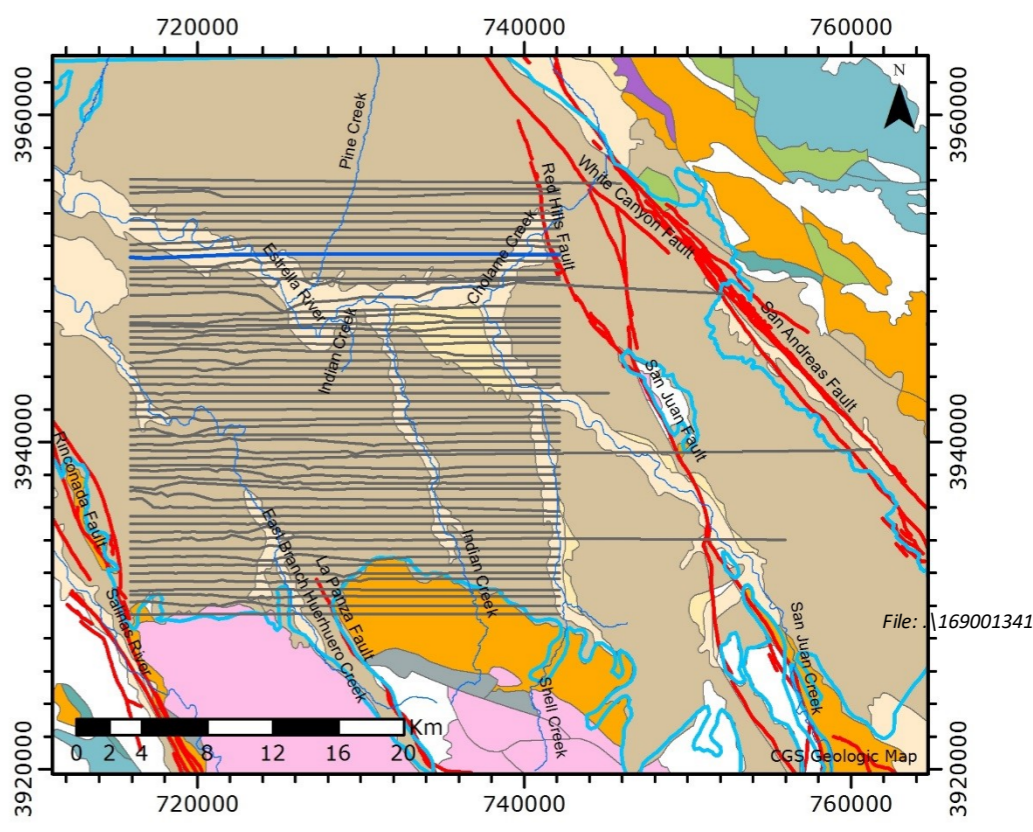 720000 740000 760000
3960000
3960000
N
Pine Creek
White Canyon Fault
Red Hills Fault
Cholame Creek
Estrella River
Indian Creek
San Andreas Fault
San Juan Fault
3940000
3940000
Rinconada Fault
East Branch Huerhuero Creek
La Panza Fault
Indian Creek
Salinas River
San Juan Creek
File: .\169001341
Shell Creek
Km
0 2 4 8 12 16 20
CGS Geologic Map
3920000
3920000
720000 740000 760000